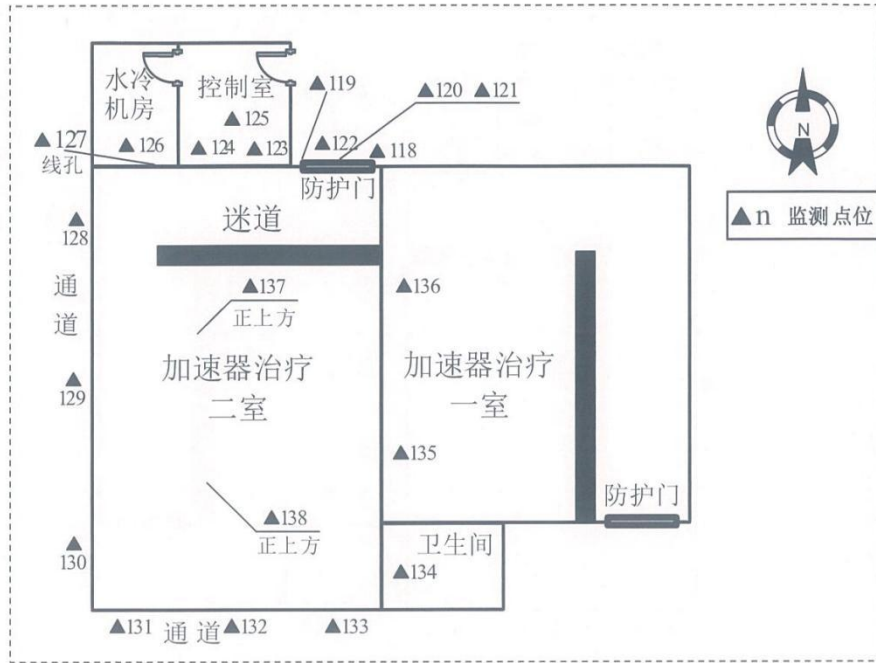 水冷
机房
控制室
▲119
▲120 ▲121
▲125
▲127
线孔
▲126
▲124
▲123
▲122
▲118
防护门
N
▲n 监测点位
▲
128
迷道
通
道
▲137
正上方
▲136
加速器治疗
二室
加速器治疗
一室
▲
129
▲135
▲138
正上方
防护门
▲
130
卫生间
▲134
▲131
通道
▲132
▲133